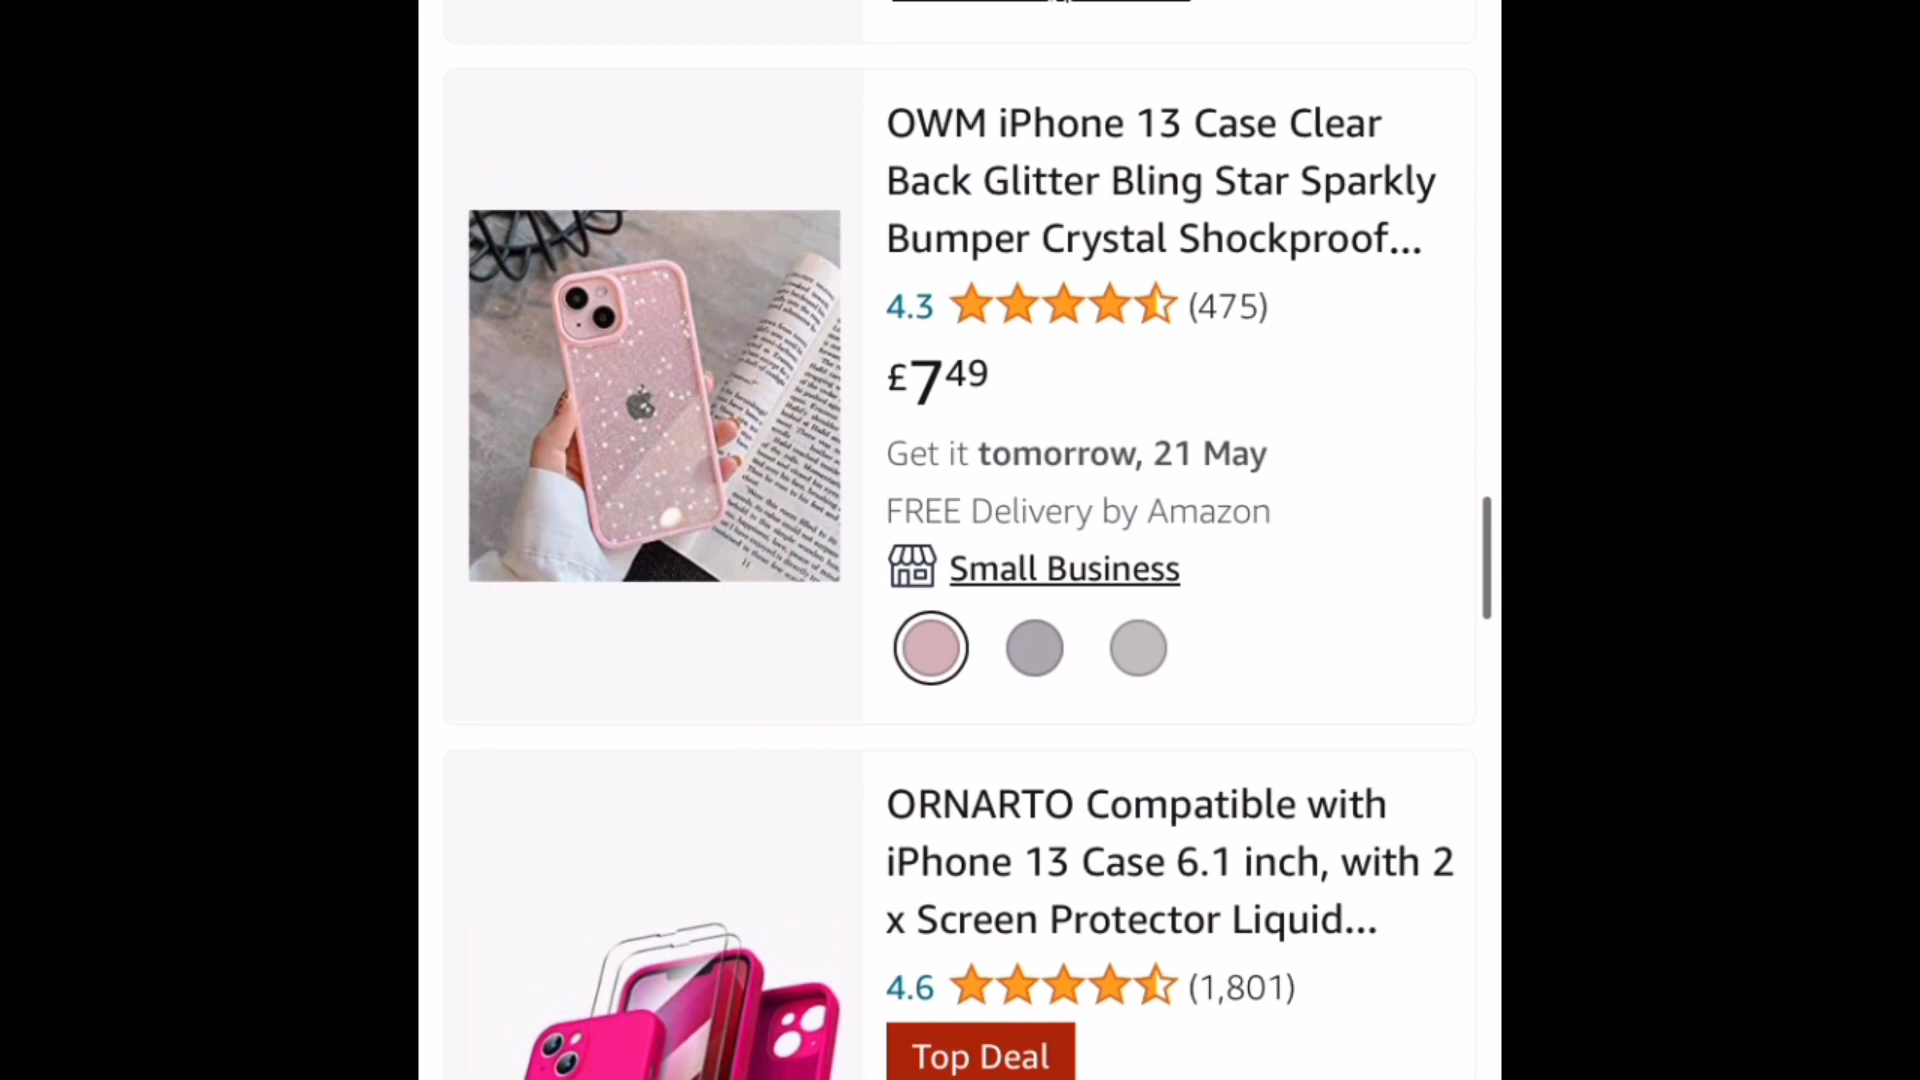 OWM iPhone 13 Case Clear
Back Glitter Bling Star Sparkly
Bumper Crystal Shockproof...
4.3 (475)
£7 49
Get it tomorrow, 21 May
FREE Delivery by Amazon
Small Business
ORNARTO Compatible with
iPhone 13 Case 6.1 inch, with 2
x Screen Protector Liquid...
4.6 (1,801)
Top Deal